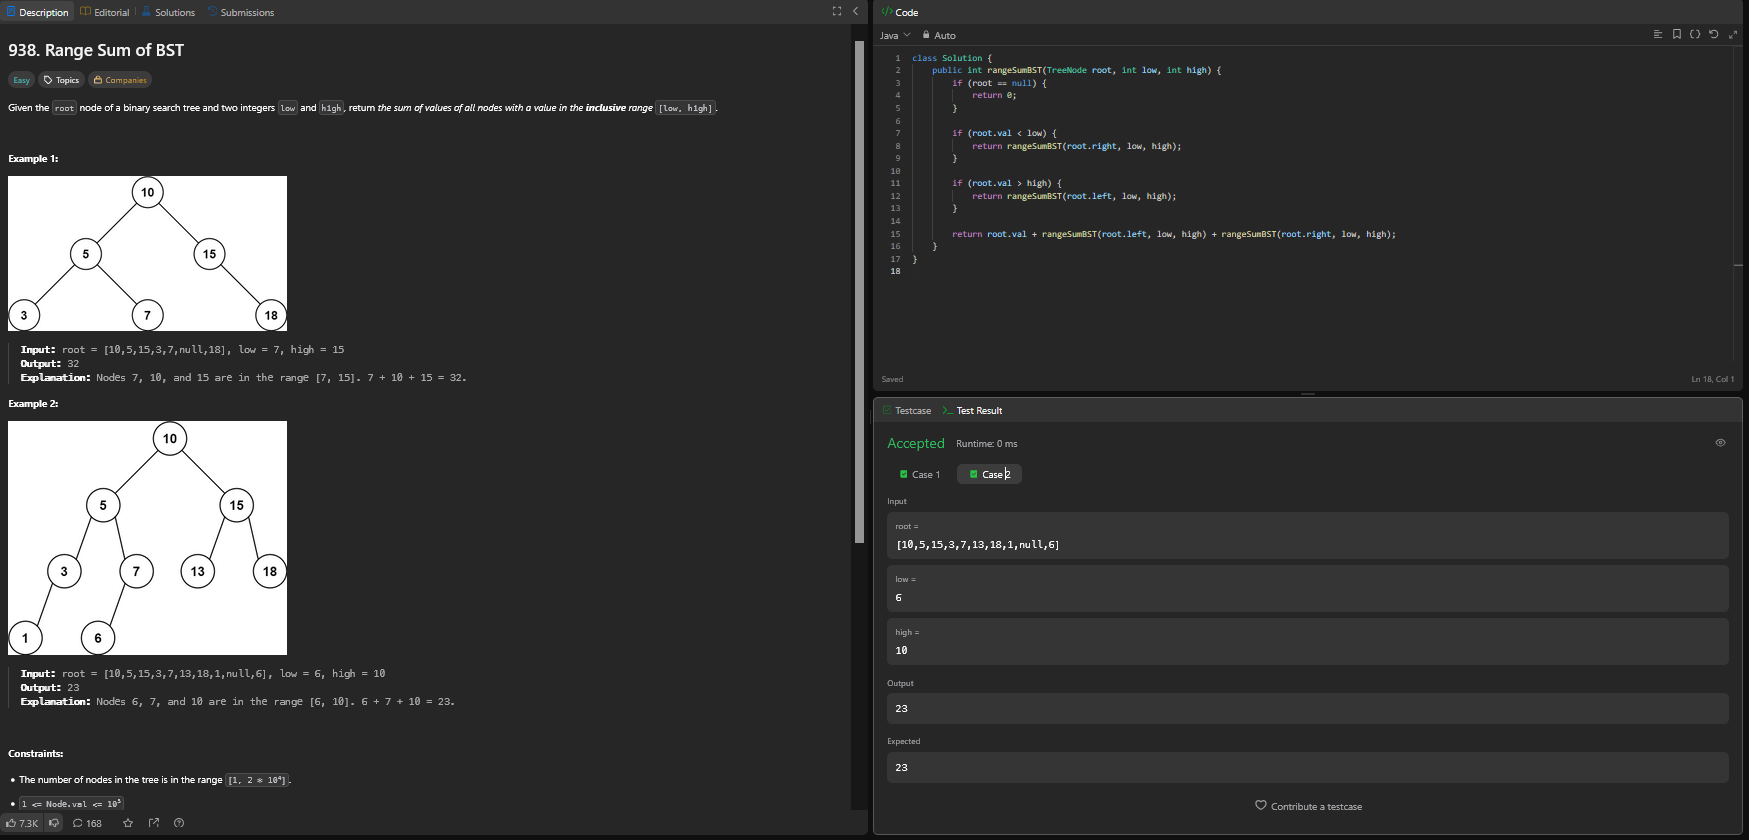 Description Editorial Solutions Submissions
938. Range Sum of BST
Easy Topics Companies
Given the root node of a binary search tree and two integers low and high, return the sum of values of all nodes with a value in the inclusive range [low, high].
Example 1:
10
5 15
3 7 18
Input: root = [10,5,15,3,7,null,18], low = 7, high = 15
Output: 32
Explanation: Nodes 7, 10, and 15 are in the range [7, 15]. 7 + 10 + 15 = 32.
Example 2:
10
5 15
3 7 13 18
1 6
Input: root = [10,5,15,3,7,13,18,1,null,6], low = 6, high = 10
Output: 23
Explanation: Nodes 6, 7, and 10 are in the range [6, 10]. 6 + 7 + 10 = 23.
Constraints:
• The number of nodes in the tree is in the range [1, 2 * 10⁴].
• 1 <= Node.val <= 10⁵
7.3K 168
</> Code
Java Auto
1 class Solution {
2 public int rangeSumBST(TreeNode root, int low, int high) {
3 if (root == null) {
4 return 0;
5 }
6
7 if (root.val < low) {
8 return rangeSumBST(root.right, low, high);
9 }
10
11 if (root.val > high) {
12 return rangeSumBST(root.left, low, high);
13 }
14
15 return root.val + rangeSumBST(root.left, low, high) + rangeSumBST(root.right, low, high);
16 }
17 }
18
Saved Ln 18, Col 1
Testcase >_ Test Result
Accepted Runtime: 0 ms
Case 1 Case 2
Input
root =
[10,5,15,3,7,13,18,1,null,6]
low =
6
high =
10
Output
23
Expected
23
Contribute a testcase